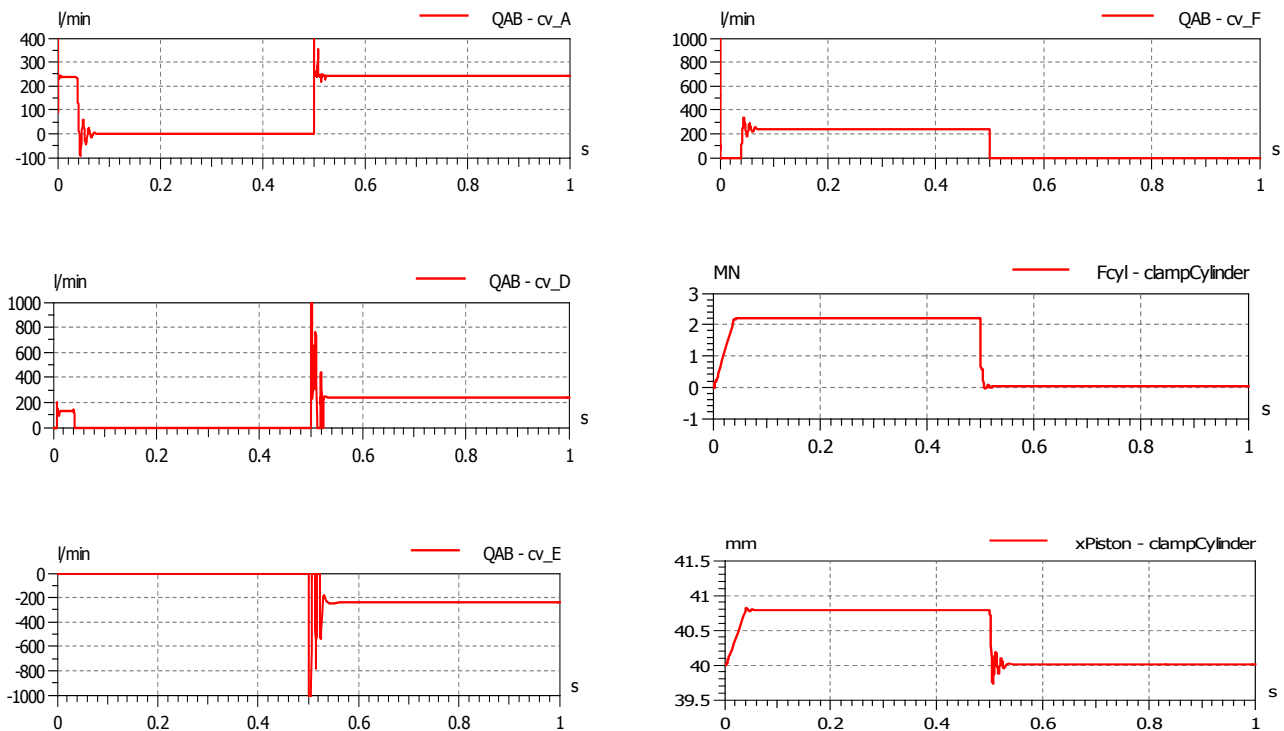 l/min
QAB - cv_A
400
300
200
100
0
-100
s
0 0.2 0.4 0.6 0.8 1
l/min
QAB - cv_F
1000
800
600
400
200
0
s
0 0.2 0.4 0.6 0.8 1
l/min
QAB - cv_D
1000
800
600
400
200
0
s
0 0.2 0.4 0.6 0.8 1
MN
Fcyl - clampCylinder
3
2
1
0
-1
s
0 0.2 0.4 0.6 0.8 1
l/min
QAB - cv_E
0
-200
-400
-600
-800
-1000
s
0 0.2 0.4 0.6 0.8 1
mm
xPiston - clampCylinder
41.5
41
40.5
40
39.5
s
0 0.2 0.4 0.6 0.8 1